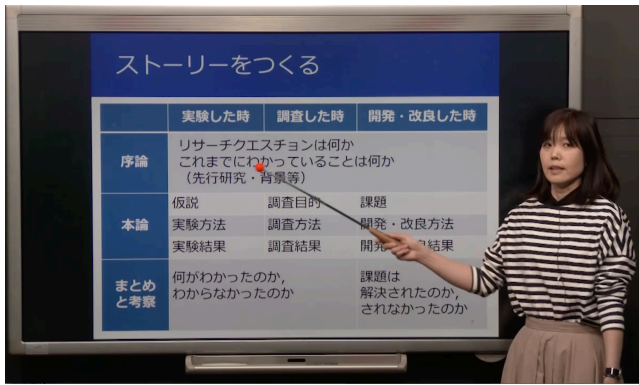 ストーリーをつくる
実験した時 調査した時 開発・改良した時
序論
リサーチクエスチョンは何か
これまでにわかっていることは何か
（先行研究・背景等）
本論
仮説 調査目的 課題
実験方法 調査方法 開発・改良方法
実験結果 調査結果 開発・改良結果
まとめ
と考察
何がわかったのか，
わからなかったのか
課題は
解決されたのか，
されなかったのか